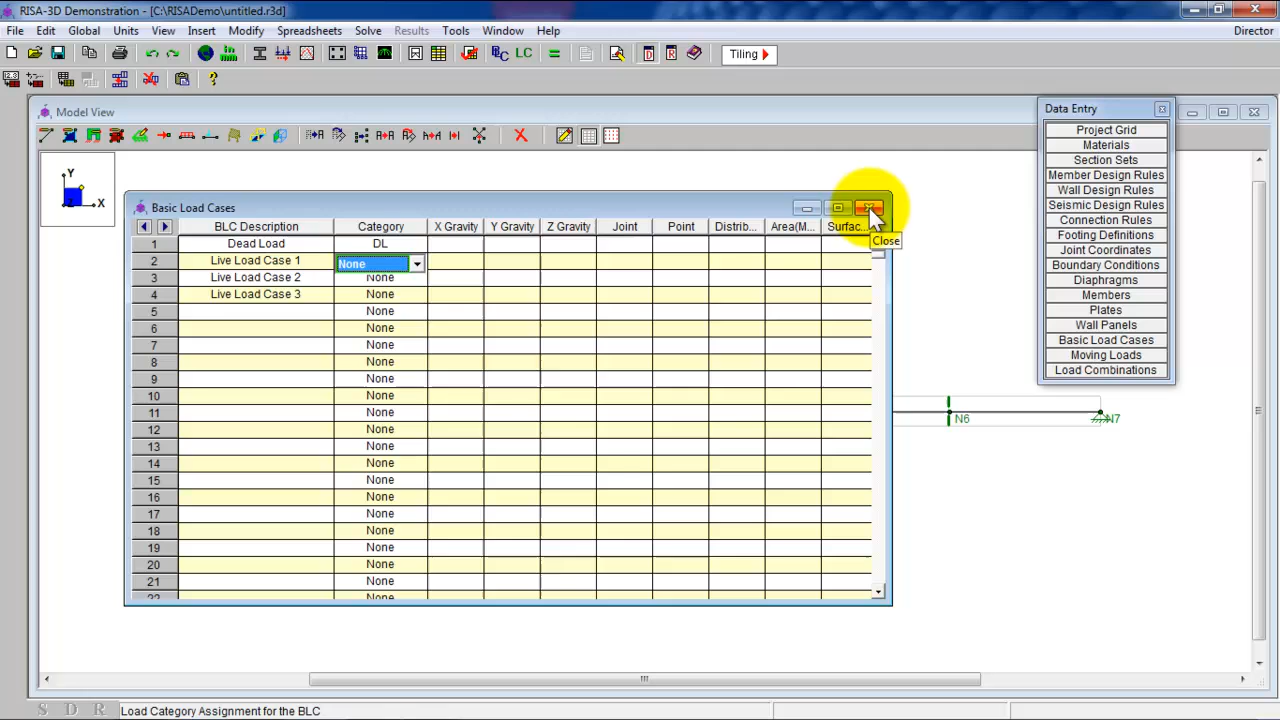 RISA-3D Demonstration - [C:\RISADemo\untitled.r3d]
File Edit Global Units View Insert Modify Spreadsheets Solve Results Tools Window Help Director
Tiling
Model View
Data Entry
Project Grid
Materials
Section Sets
Member Design Rules
Wall Design Rules
Seismic Design Rules
Connection Rules
Footing Definitions
Joint Coordinates
Boundary Conditions
Diaphragms
Members
Plates
Wall Panels
Basic Load Cases
Moving Loads
Load Combinations
Y
X
Basic Load Cases
BLC Description Category X Gravity Y Gravity Z Gravity Joint Point Distrib... Area(M... Surfac...
Close
1 Dead Load DL
2 Live Load Case 1 None
3 Live Load Case 2 None
4 Live Load Case 3 None
5 None
6 None
7 None
8 None
9 None
10 None
11 None
12 None
13 None
14 None
15 None
16 None
17 None
18 None
19 None
20 None
21 None
22 None
N6 N7
S D R Load Category Assignment for the BLC